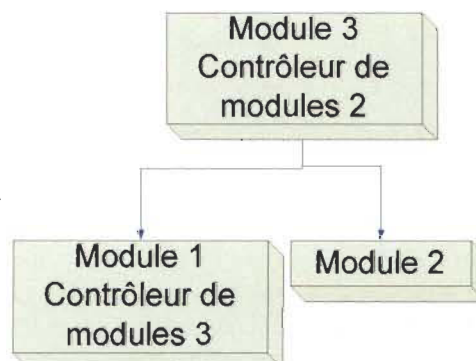 Module 3
Contrôleur de
modules 2
Module 1
Contrôleur de
modules 3
Module 2